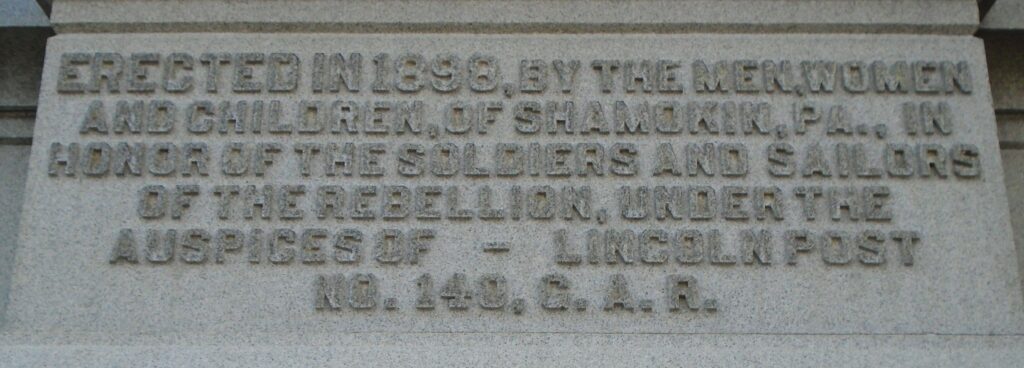 ERECTED IN 1898, BY THE MEN, WOMEN
AND CHILDREN, OF SHAMOKIN, PA., IN
HONOR OF THE SOLDIERS AND SAILORS
OF THE REBELLION, UNDER THE
AUSPICES OF - LINCOLN POST
NO. 140, G. A. R.